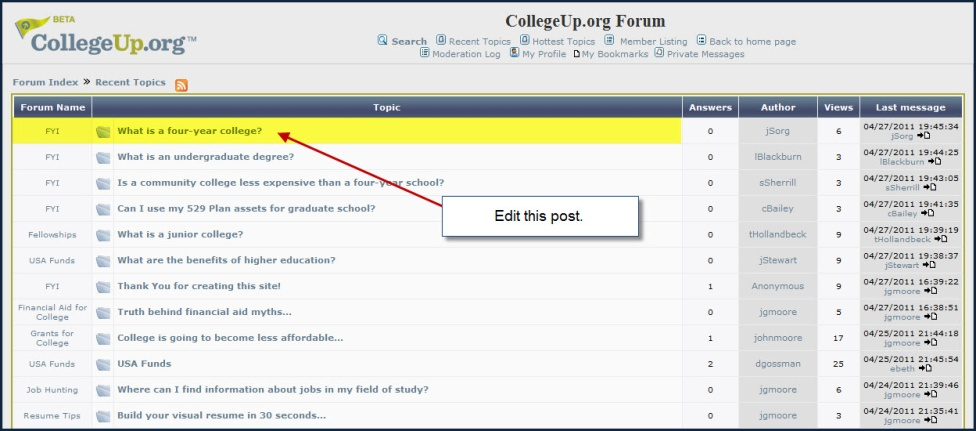 BETA
CollegeUp.org™
CollegeUp.org Forum
Search Recent Topics Hottest Topics Member Listing Back to home page
Moderation Log My Profile My Bookmarks Private Messages
Forum Index » Recent Topics
Forum Name Topic Answers Author Views Last message
FYI What is a four-year college? 0 jSorg 6 04/27/2011 19:45:34
jSorg
FYI What is an undergraduate degree? 0 lBlackburn 3 04/27/2011 19:44:25
lBlackburn
FYI Is a community college less expensive than a four-year school? 0 sSherrill 3 04/27/2011 19:43:05
sSherrill
FYI Can I use my 529 Plan assets for graduate school? 0 cBailey 3 04/27/2011 19:41:35
cBailey
Edit this post.
Fellowships What is a junior college? 0 tHollandbeck 9 04/27/2011 19:39:19
tHollandbeck
USA Funds What are the benefits of higher education? 0 jStewart 9 04/27/2011 19:38:37
jStewart
FYI Thank You for creating this site! 1 Anonymous 9 04/27/2011 16:39:22
jgmoore
Financial Aid for
College Truth behind financial aid myths... 0 jgmoore 5 04/27/2011 16:38:51
jgmoore
Grants for
College College is going to become less affordable... 1 johnmoore 17 04/25/2011 21:44:18
jgmoore
USA Funds USA Funds 2 dgossman 25 04/25/2011 21:45:54
ebeth
Job Hunting Where can I find information about jobs in my field of study? 0 jgmoore 6 04/24/2011 21:39:46
jgmoore
Resume Tips Build your visual resume in 30 seconds... 0 jgmoore 3 04/24/2011 21:35:41
jgmoore